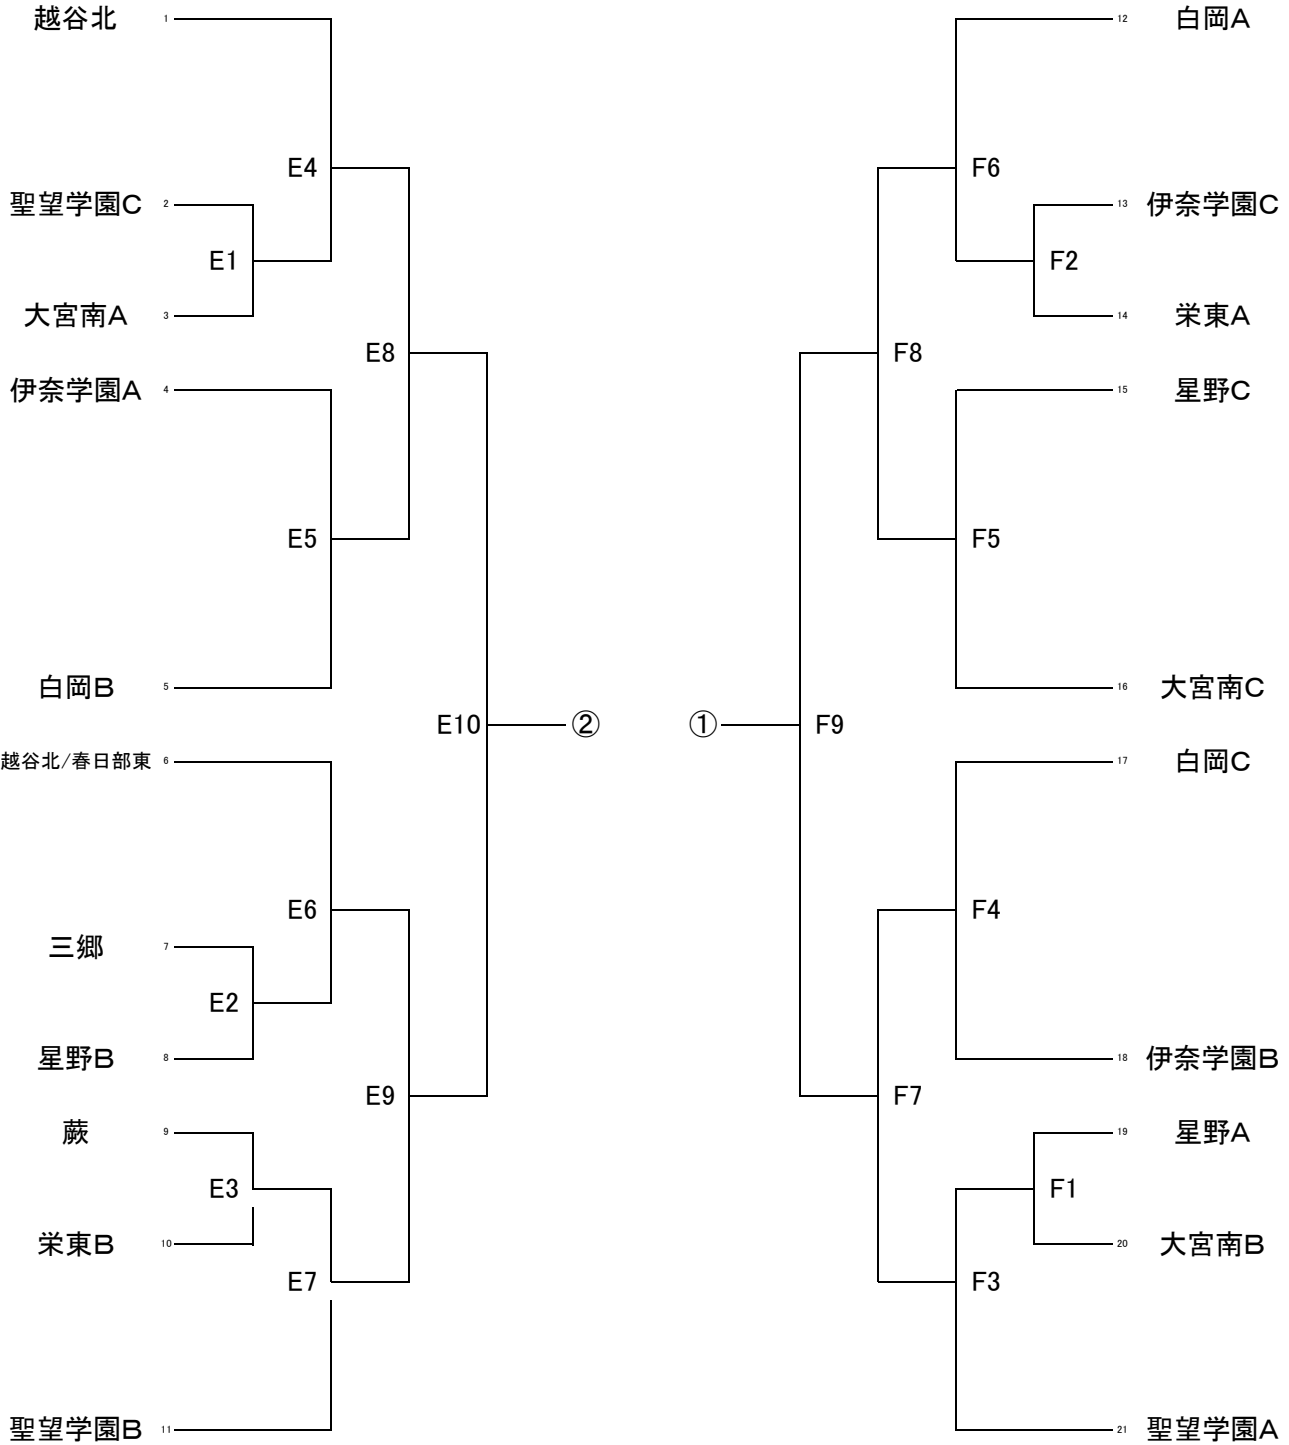 越谷北 1
E4
聖望学園C 2
E1
大宮南A 3
E8
伊奈学園A 4
E5
白岡B 5
E10 ②
越谷北/春日部東 6
E6
三郷 7
E2
星野B 8
E9
蕨 9
E3
栄東B 10
E7
聖望学園B 11
12 白岡A
F6
13 伊奈学園C
F2
14 栄東A
F8
15 星野C
F5
16 大宮南C
① F9
17 白岡C
F4
18 伊奈学園B
F7
19 星野A
F1
20 大宮南B
F3
21 聖望学園A